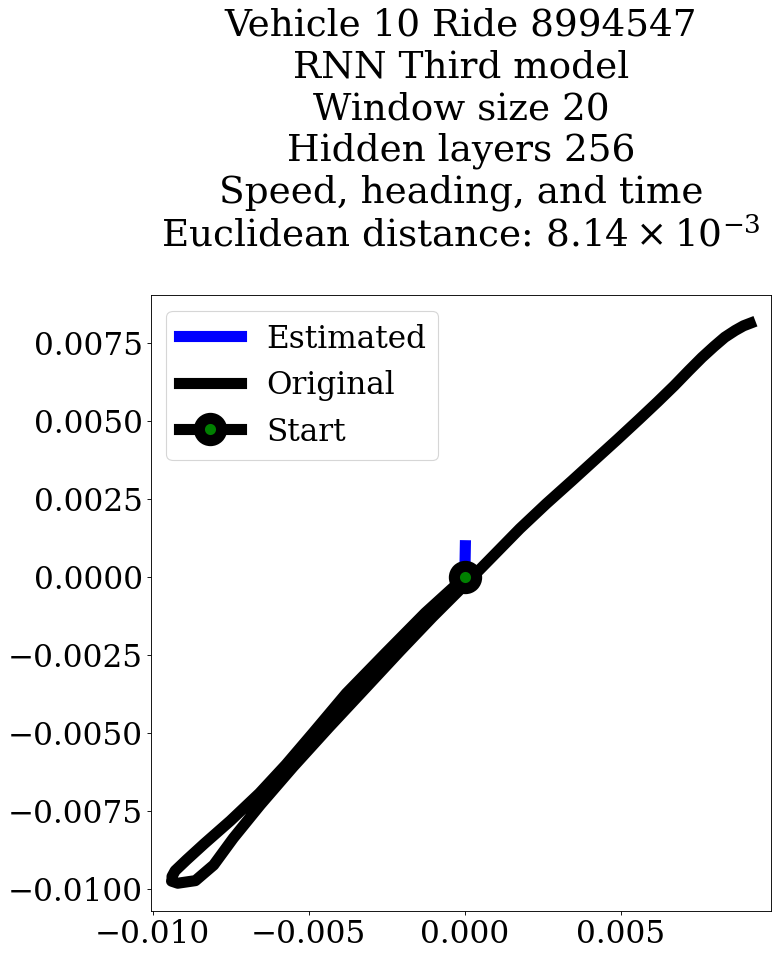 Vehicle 10 Ride 8994547
RNN Third model
Window size 20
Hidden layers 256
Speed, heading, and time
Euclidean distance: 8.14 × 10⁻³
Estimated
Original
Start
0.0075
0.0050
0.0025
0.0000
−0.0025
−0.0050
−0.0075
−0.0100
−0.010 −0.005 0.000 0.005